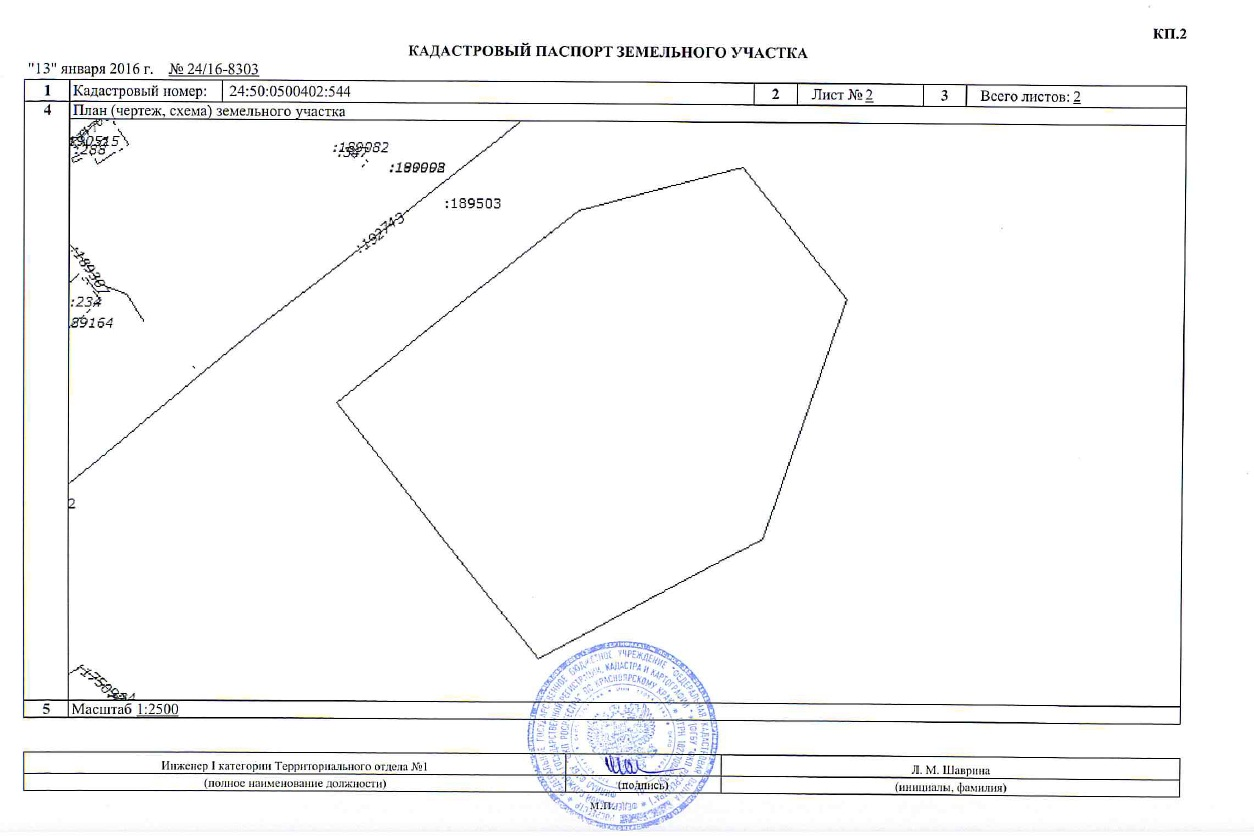 КП.2
КАДАСТРОВЫЙ ПАСПОРТ ЗЕМЕЛЬНОГО УЧАСТКА
"13" января 2016 г. № 24/16-8303
1 Кадастровый номер: 24:50:0500402:544 2 Лист № 2 3 Всего листов: 2
4 План (чертеж, схема) земельного участка
:288
:189503
:192743
:189307
:234
89164
2
5 Масштаб 1:2500
Инженер I категории Территориального отдела №1 Л. М. Шаврина
(полное наименование должности) (подпись) (инициалы, фамилия)
М.П.